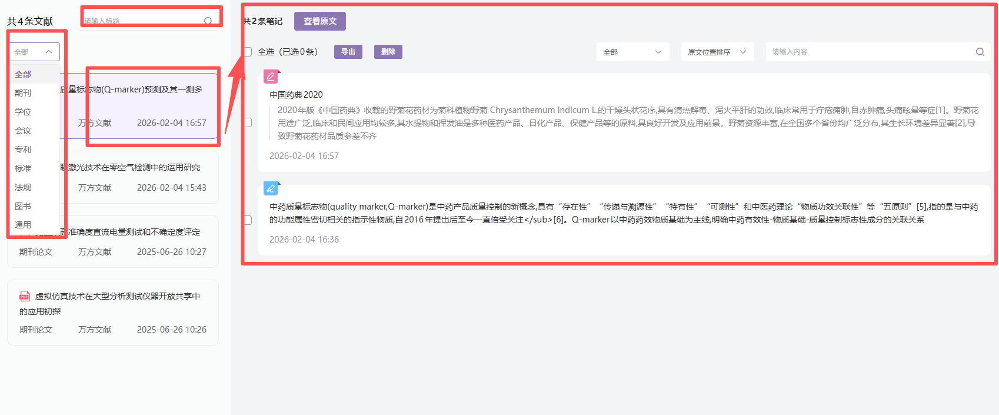 共4条文献
请输入标题
全部
全部
期刊
学位
会议
专利
标准
法规
图书
通用
质量标志物(Q-marker)预测及其一测多
万方文献 2026-02-04 16:57
激光技术在零空气检测中的运用研究
万方文献 2026-02-04 15:43
高准确度直流电量测试和不确定度评定
期刊论文 万方文献 2025-06-26 10:27
PDF 虚拟仿真技术在大型分析测试仪器开放共享中
的应用初探
期刊论文 万方文献 2025-06-26 10:26
共2条笔记 查看原文
全选（已选0条） 导出 删除 全部 原文位置排序 请输入内容
中国药典2020
2020年版《中国药典》收载的野菊花药材为菊科植物野菊 Chrysanthemum indicum L.的干燥头状花序,具有清热解毒、泻火平肝的功效,临床常用于疔疮痈肿,目赤肿痛,头痛眩晕等症[1]。野菊花
用途广泛,临床和民间应用均较多,其水提物和挥发油是多种医药产品、日化产品、保健产品等的原料,具良好开发及应用前景。野菊资源丰富,在全国多个省份均广泛分布,其生长环境差异显著[2],导
致野菊花药材品质参差不齐
2026-02-04 16:57
中药质量标志物(quality marker,Q-marker)是中药产品质量控制的新概念,具有“存在性”“传递与溯源性”“特有性”“可测性”和中医药理论“物质功效关联性”等“五原则”[5],指的是与中药
的功能属性密切相关的指示性物质,自2016年提出后至今一直倍受关注</sub>[6]。Q-marker以中药药效物质基础为主线,明确中药有效性-物质基础-质量控制标志性成分的关联关系
2026-02-04 16:36